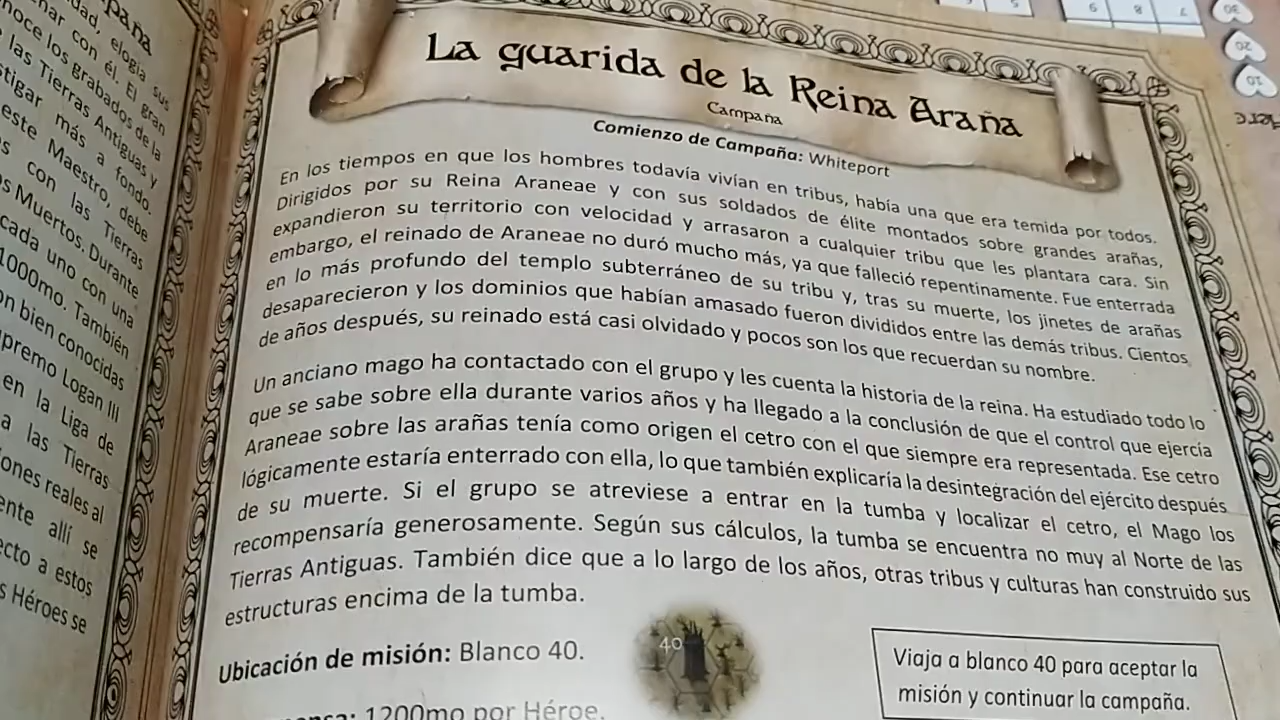 paña
dad, elogia sus
nar con él. El gran
noce los grabados de la
las Tierras Antiguas y
stigar más a fondo.
este Maestro, debe
s con las Tierras
os Muertos. Durante
cada uno con una
1000mo. También
on bien conocidas
premo Logan III
en la Liga de
a las Tierras
ones reales al
ente allí se
ecto a estos
s Héroes se
La guarida de la Reina Araña
Campaña
Comienzo de Campaña: Whiteport
En los tiempos en que los hombres todavía vivían en tribus, había una que era temida por todos.
Dirigidos por su Reina Araneae y con sus soldados de élite montados sobre grandes arañas,
expandieron su territorio con velocidad y arrasaron a cualquier tribu que les plantara cara. Sin
embargo, el reinado de Araneae no duró mucho más, ya que falleció repentinamente. Fue enterrada
en lo más profundo del templo subterráneo de su tribu y, tras su muerte, los jinetes de arañas
desaparecieron y los dominios que habían amasado fueron divididos entre las demás tribus. Cientos
de años después, su reinado está casi olvidado y pocos son los que recuerdan su nombre.
Un anciano mago ha contactado con el grupo y les cuenta la historia de la reina. Ha estudiado todo lo
que se sabe sobre ella durante varios años y ha llegado a la conclusión de que el control que ejercía
Araneae sobre las arañas tenía como origen el cetro con el que siempre era representada. Ese cetro
lógicamente estaría enterrado con ella, lo que también explicaría la desintegración del ejército después
de su muerte. Si el grupo se atreviese a entrar en la tumba y localizar el cetro, el Mago los
recompensaría generosamente. Según sus cálculos, la tumba se encuentra no muy al Norte de las
Tierras Antiguas. También dice que a lo largo de los años, otras tribus y culturas han construido sus
estructuras encima de la tumba.
Ubicación de misión: Blanco 40.
40
Viaja a blanco 40 para aceptar la
misión y continuar la campaña.
1200mo por Héroe.
6 5
9 8 7
30
20
10